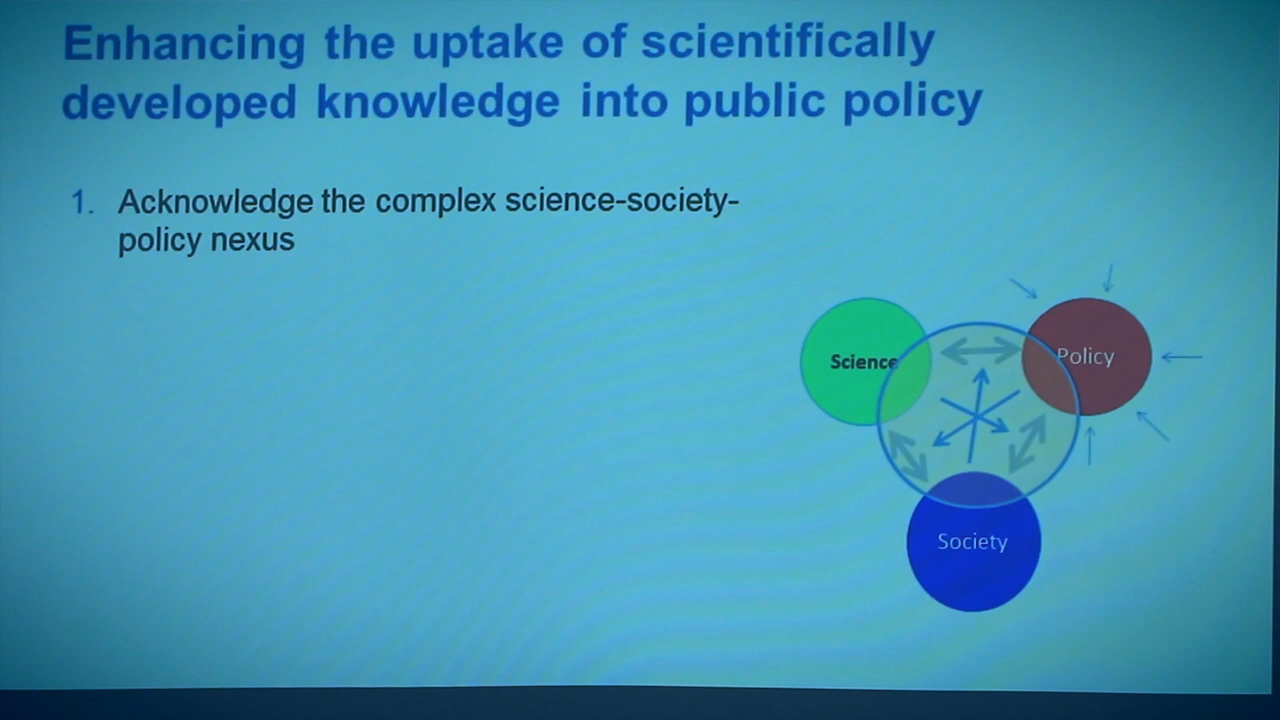 Enhancing the uptake of scientifically
developed knowledge into public policy
1. Acknowledge the complex science-society-
policy nexus
Science
Policy
Society